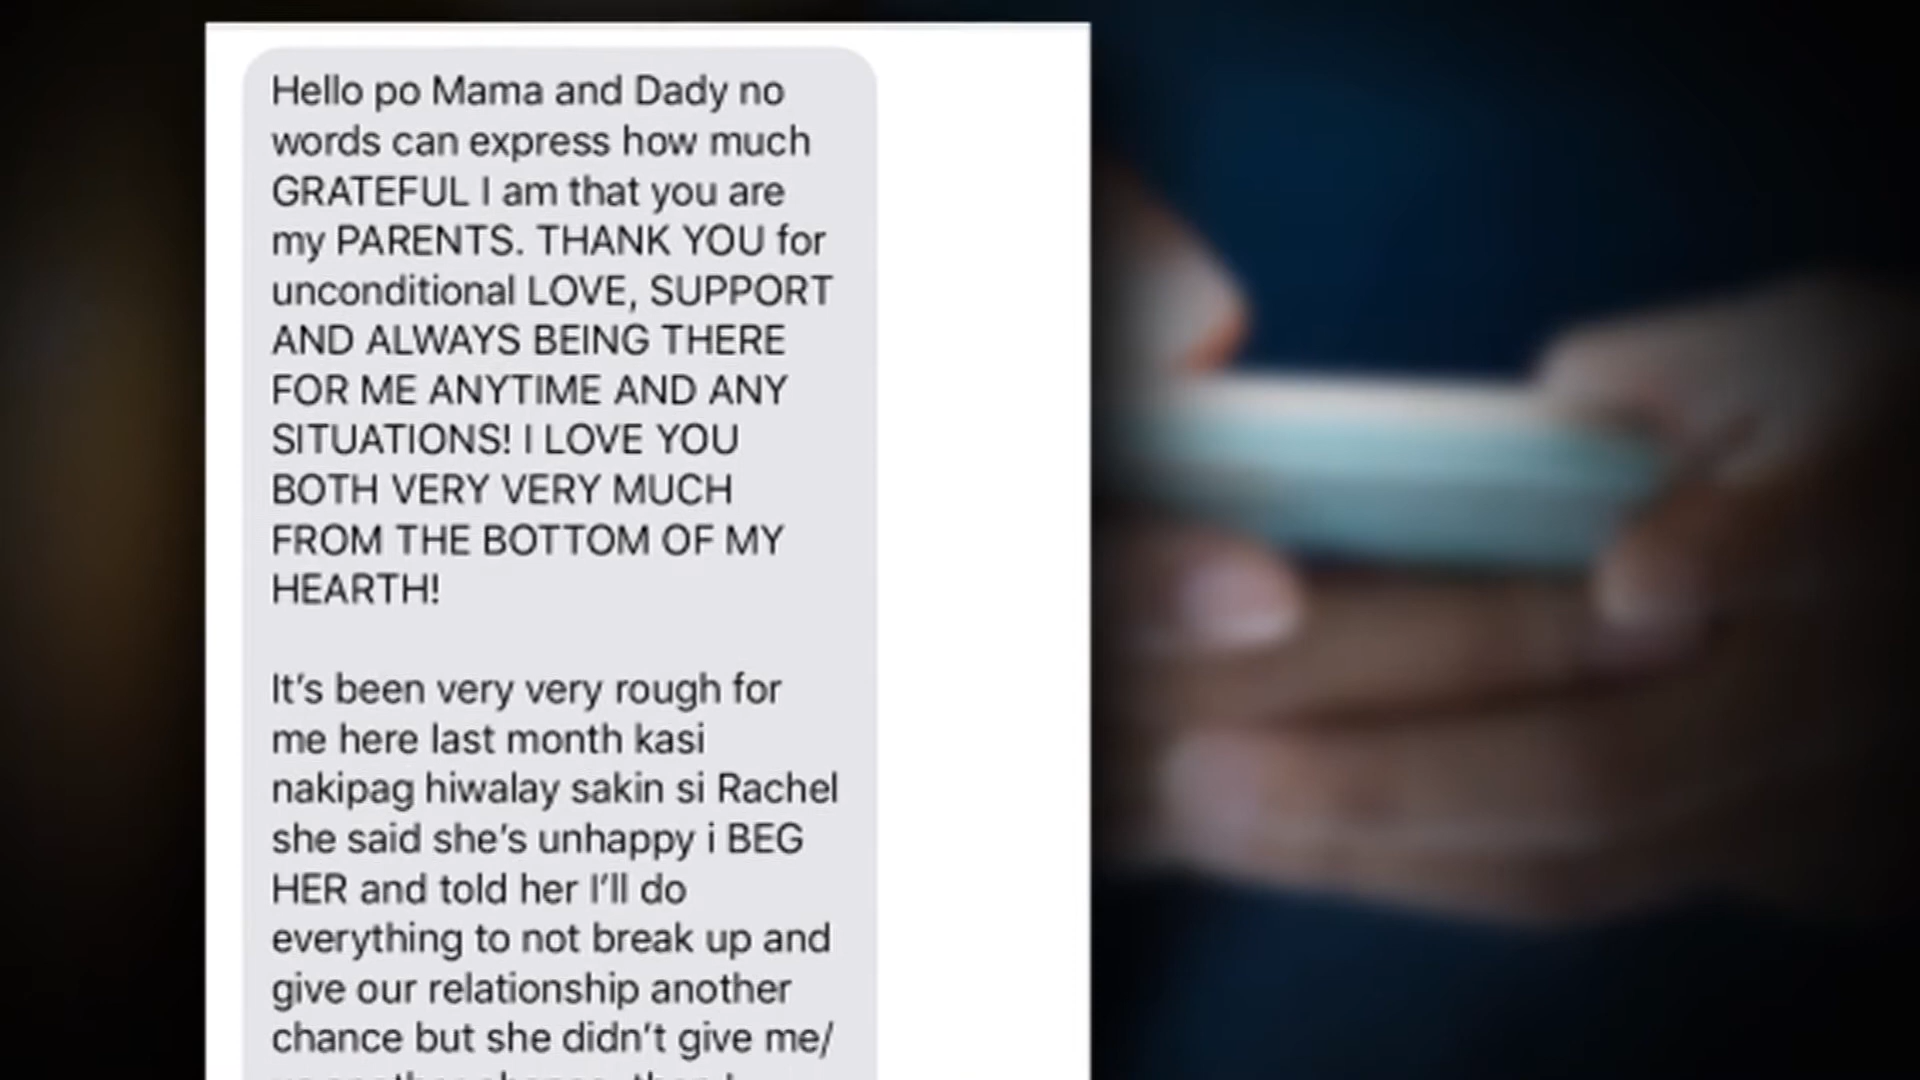 Hello po Mama and Dady no
words can express how much
GRATEFUL I am that you are
my PARENTS. THANK YOU for
unconditional LOVE, SUPPORT
AND ALWAYS BEING THERE
FOR ME ANYTIME AND ANY
SITUATIONS! I LOVE YOU
BOTH VERY VERY MUCH
FROM THE BOTTOM OF MY
HEARTH!
It's been very very rough for
me here last month kasi
nakipag hiwalay sakin si Rachel
she said she's unhappy i BEG
HER and told her I'll do
everything to not break up and
give our relationship another
chance but she didn't give me/